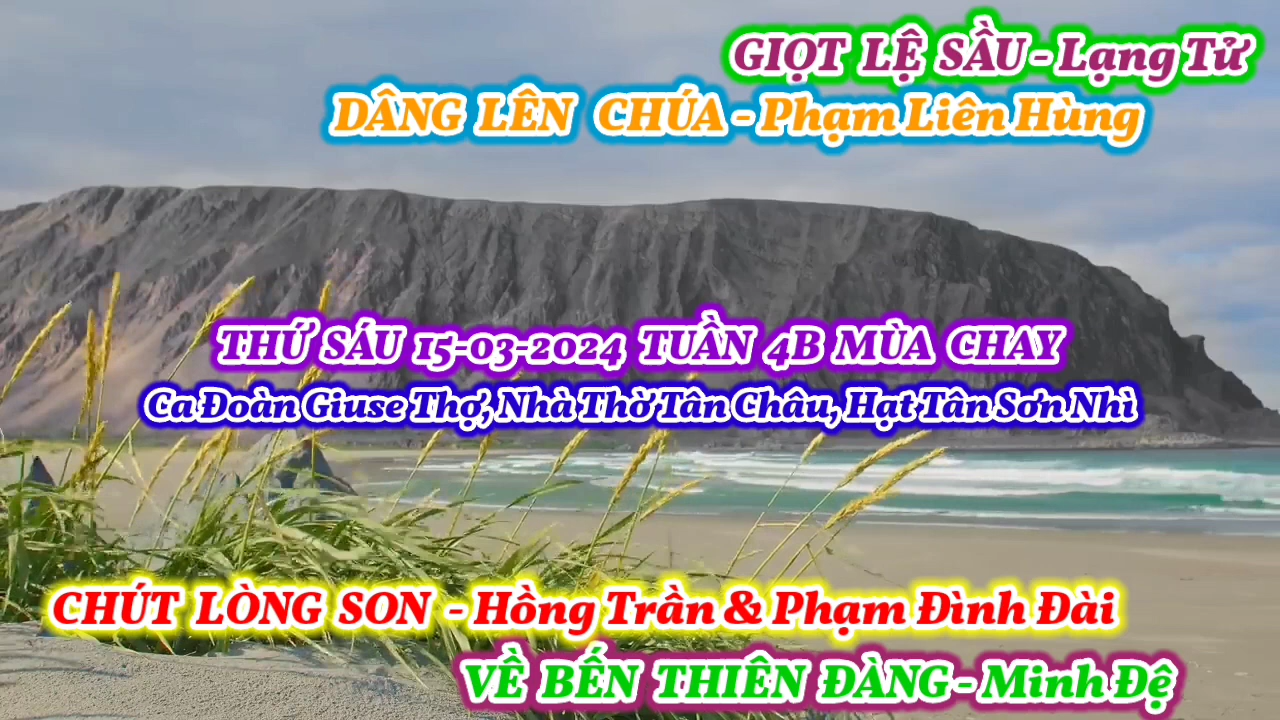 GIỌT LỆ SẦU - Lạng Tử
DÂNG LÊN CHÚA - Phạm Liên Hùng
THỨ SÁU 15-03-2024 TUẦN 4B MÙA CHAY
Ca Đoàn Giuse Thợ, Nhà Thờ Tân Châu, Hạt Tân Sơn Nhì
CHÚT LÒNG SON - Hồng Trần & Phạm Đình Đài
VỀ BẾN THIÊN ĐÀNG - Minh Đệ